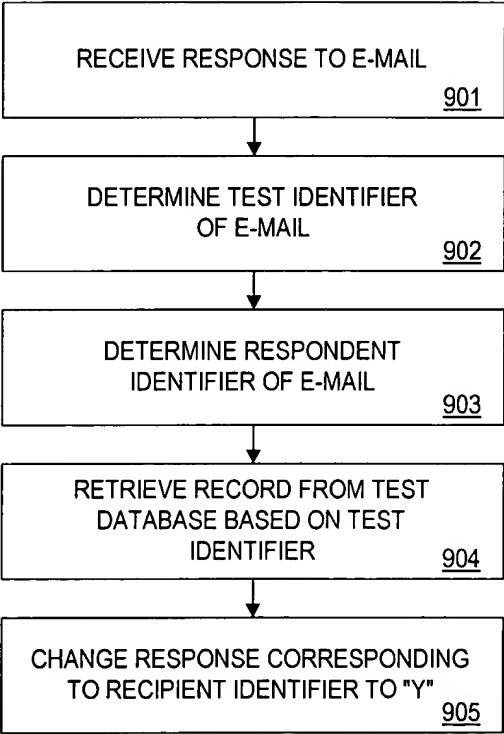 RECEIVE RESPONSE TO E-MAIL
901
DETERMINE TEST IDENTIFIER
OF E-MAIL
902
DETERMINE RESPONDENT
IDENTIFIER OF E-MAIL
903
RETRIEVE RECORD FROM TEST
DATABASE BASED ON TEST
IDENTIFIER
904
CHANGE RESPONSE CORRESPONDING
TO RECIPIENT IDENTIFIER TO "Y"
905